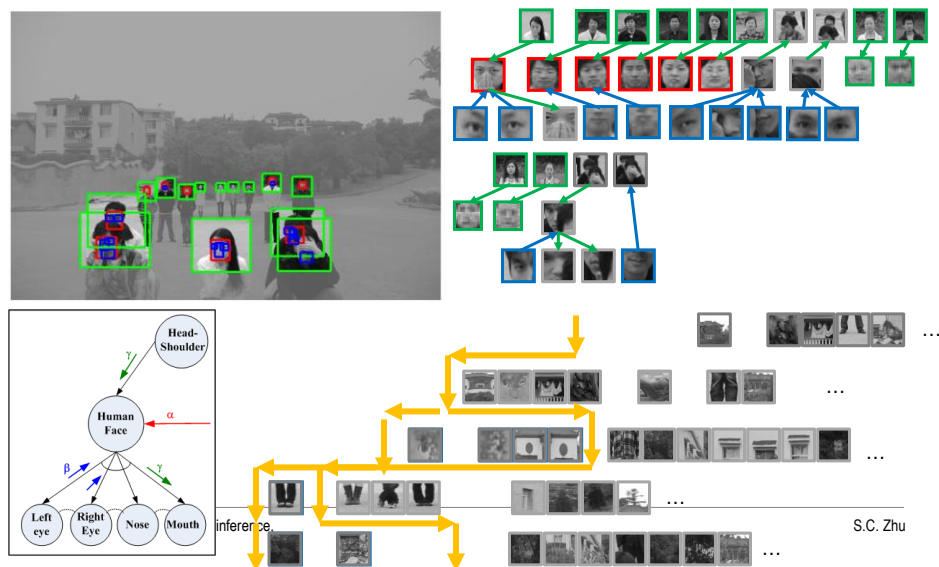 Head-
Shoulder
γ
Human
Face
α
β
γ
Left
eye
Right
Eye
Nose
Mouth
...
...
...
...
inference.
S.C. Zhu
...